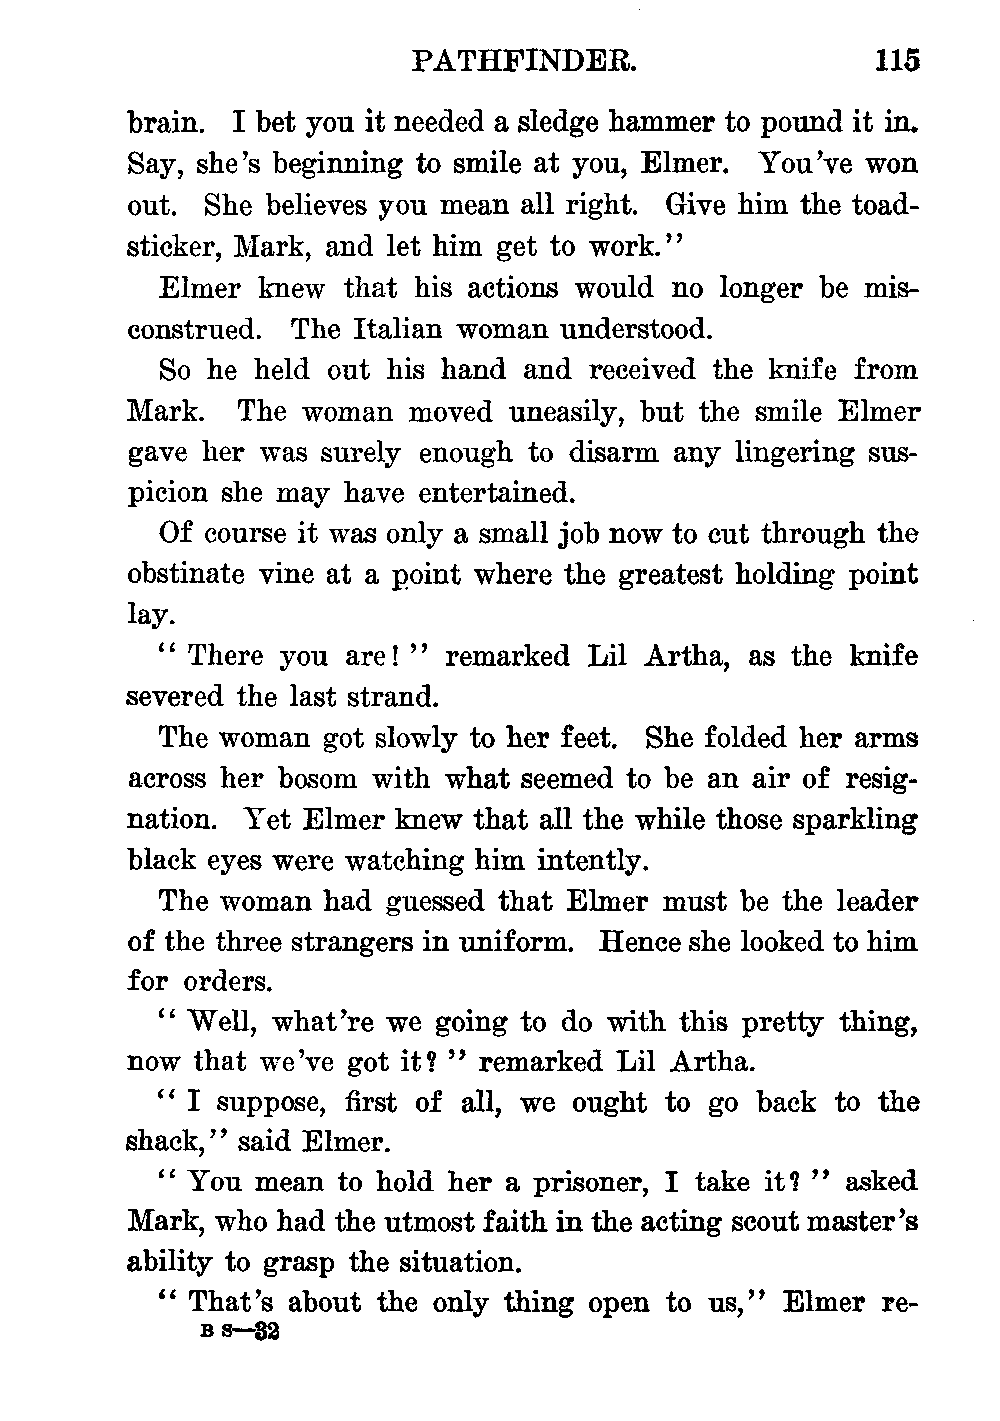 PATHFINDER. 115
brain. I bet you it needed a sledge hammer to pound it in.
Say, she's beginning to smile at you, Elmer. You've won
out. She believes you mean all right. Give him the toad-
sticker, Mark, and let him get to work."
Elmer knew that his actions would no longer be mis-
construed. The Italian woman understood.
So he held out his hand and received the knife from
Mark. The woman moved uneasily, but the smile Elmer
gave her was surely enough to disarm any lingering sus-
picion she may have entertained.
Of course it was only a small job now to cut through the
obstinate vine at a point where the greatest holding point
lay.
" There you are! " remarked Lil Artha, as the knife
severed the last strand.
The woman got slowly to her feet. She folded her arms
across her bosom with what seemed to be an air of resig-
nation. Yet Elmer knew that all the while those sparkling
black eyes were watching him intently.
The woman had guessed that Elmer must be the leader
of the three strangers in uniform. Hence she looked to him
for orders.
" Well, what're we going to do with this pretty thing,
now that we've got it? " remarked Lil Artha.
" I suppose, first of all, we ought to go back to the
shack," said Elmer.
" You mean to hold her a prisoner, I take it? " asked
Mark, who had the utmost faith in the acting scout master's
ability to grasp the situation.
" That's about the only thing open to us," Elmer re-
B S—32